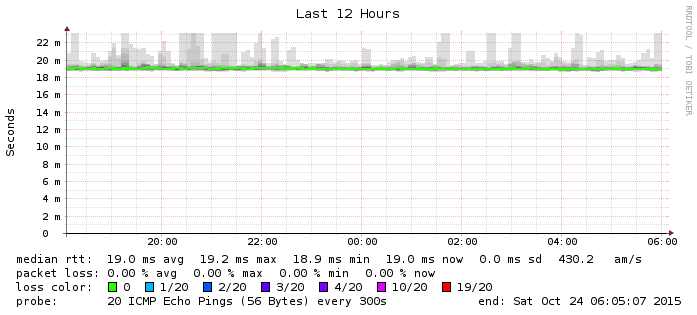 Last 12 Hours
RRDTOOL / TOBI OETIKER
Seconds
22 m
20 m
18 m
16 m
14 m
12 m
10 m
8 m
6 m
4 m
2 m
0
20:00 22:00 00:00 02:00 04:00 06:00
median rtt: 19.0 ms avg 19.2 ms max 18.9 ms min 19.0 ms now 0.0 ms sd 430.2 am/s
packet loss: 0.00 % avg 0.00 % max 0.00 % min 0.00 % now
loss color: 0 1/20 2/20 3/20 4/20 10/20 19/20
probe: 20 ICMP Echo Pings (56 Bytes) every 300s end: Sat Oct 24 06:05:07 2015